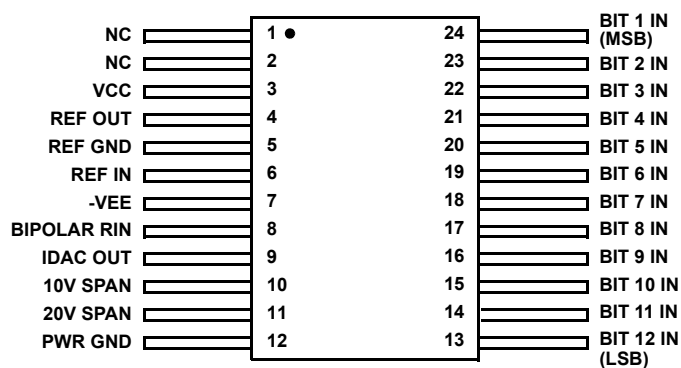 NC 1 24 BIT 1 IN
(MSB)
NC 2 23 BIT 2 IN
VCC 3 22 BIT 3 IN
REF OUT 4 21 BIT 4 IN
REF GND 5 20 BIT 5 IN
REF IN 6 19 BIT 6 IN
-VEE 7 18 BIT 7 IN
BIPOLAR RIN 8 17 BIT 8 IN
IDAC OUT 9 16 BIT 9 IN
10V SPAN 10 15 BIT 10 IN
20V SPAN 11 14 BIT 11 IN
PWR GND 12 13 BIT 12 IN
(LSB)